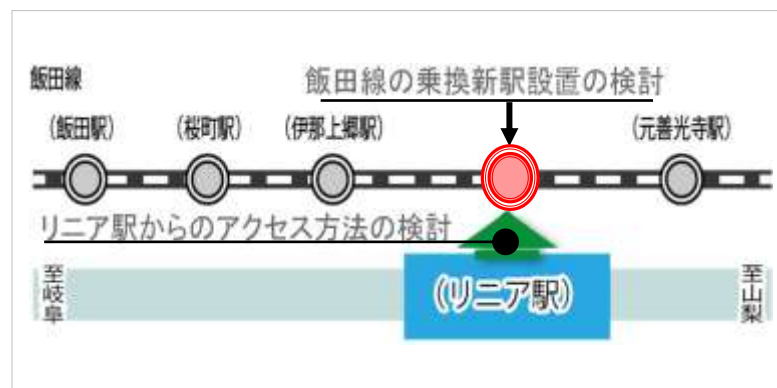 飯田線
飯田線の乗換新駅設置の検討
(飯田駅)
(桜町駅)
(伊那上郷駅)
(元善光寺駅)
リニア駅からのアクセス方法の検討
至岐阜
(リニア駅)
至山梨